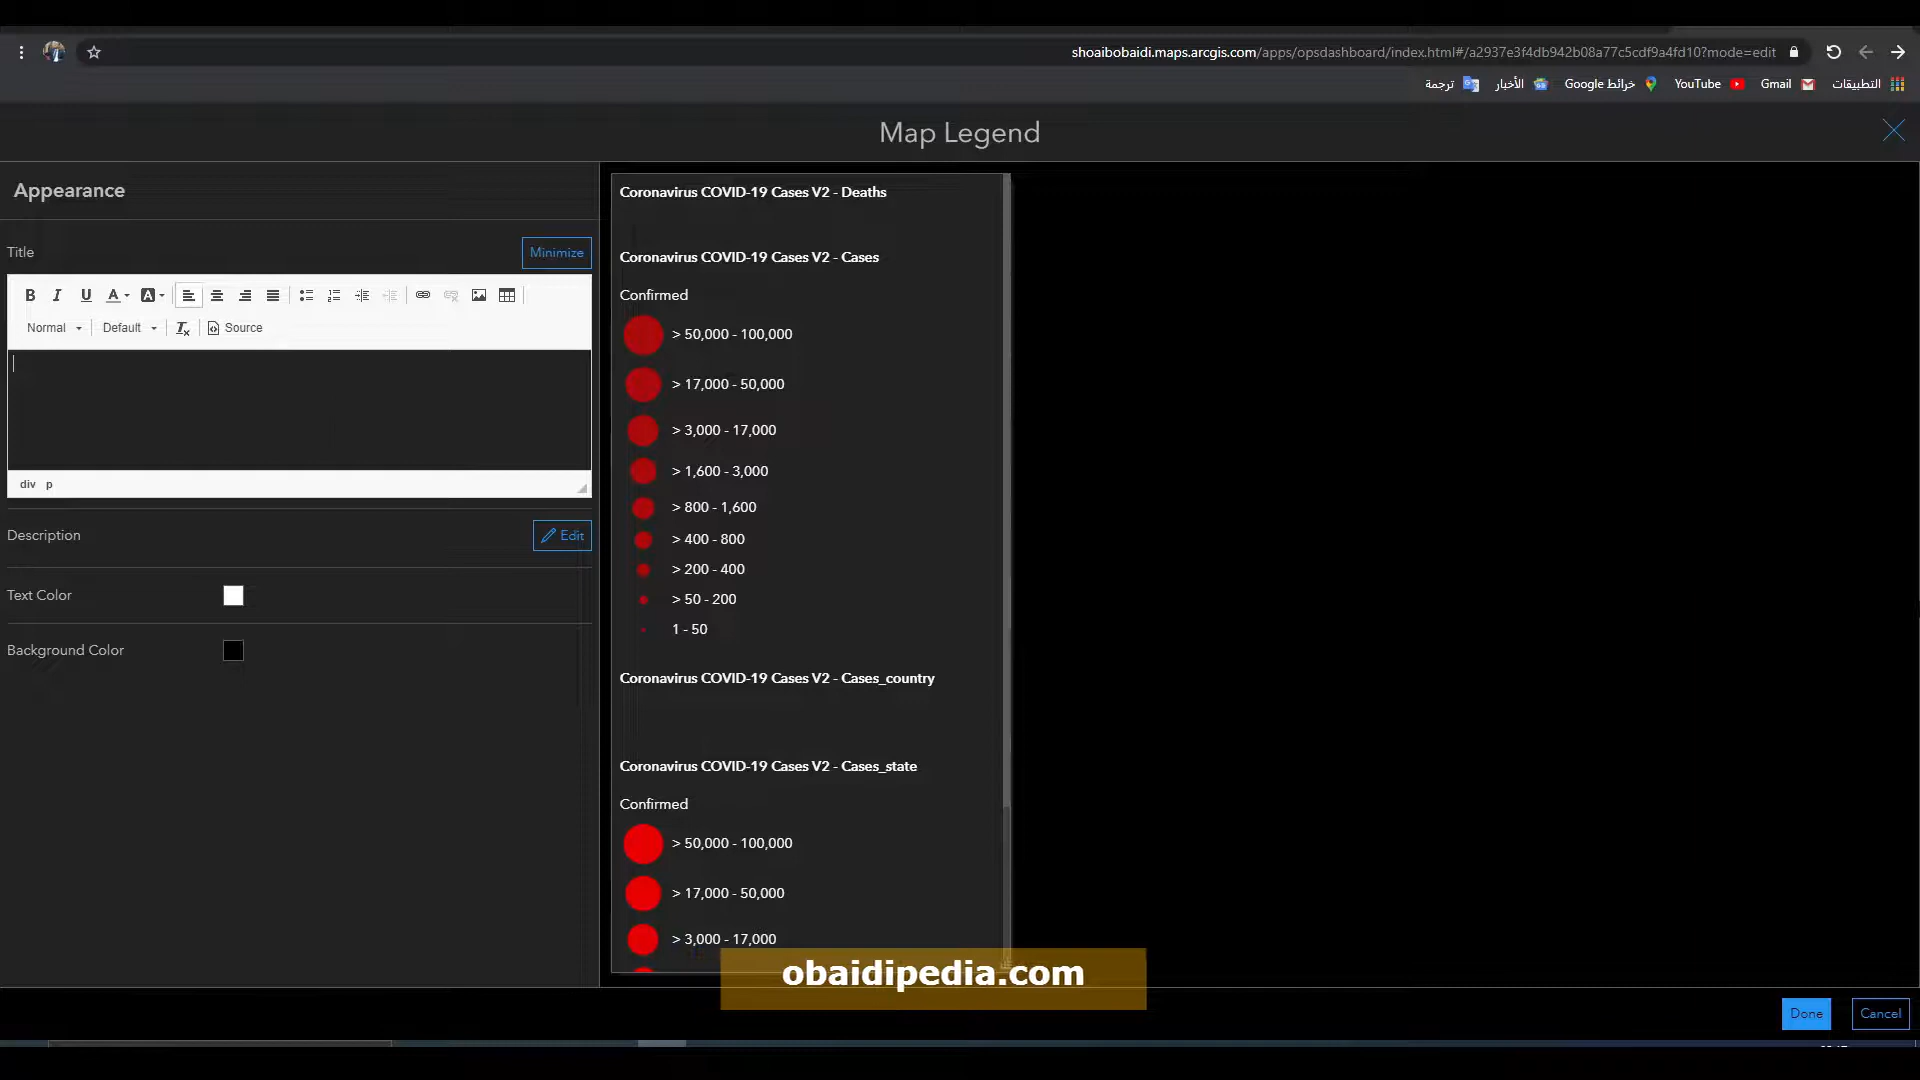 shoaibobaidi.maps.arcgis.com/apps/opsdashboard/index.html#/a2937e3f4db942b08a77c5cdf9a4fd10?mode=edit
التطبيقات
Gmail
YouTube
خرائط Google
الأخبار
ترجمة
Map Legend
Appearance
Title
Minimize
B I U A A
Normal Default Source
div p
Description
Edit
Text Color
Background Color
Coronavirus COVID-19 Cases V2 - Deaths
Coronavirus COVID-19 Cases V2 - Cases
Confirmed
> 50,000 - 100,000
> 17,000 - 50,000
> 3,000 - 17,000
> 1,600 - 3,000
> 800 - 1,600
> 400 - 800
> 200 - 400
> 50 - 200
1 - 50
Coronavirus COVID-19 Cases V2 - Cases_country
Coronavirus COVID-19 Cases V2 - Cases_state
Confirmed
> 50,000 - 100,000
> 17,000 - 50,000
> 3,000 - 17,000
obaidipedia.com
Done
Cancel